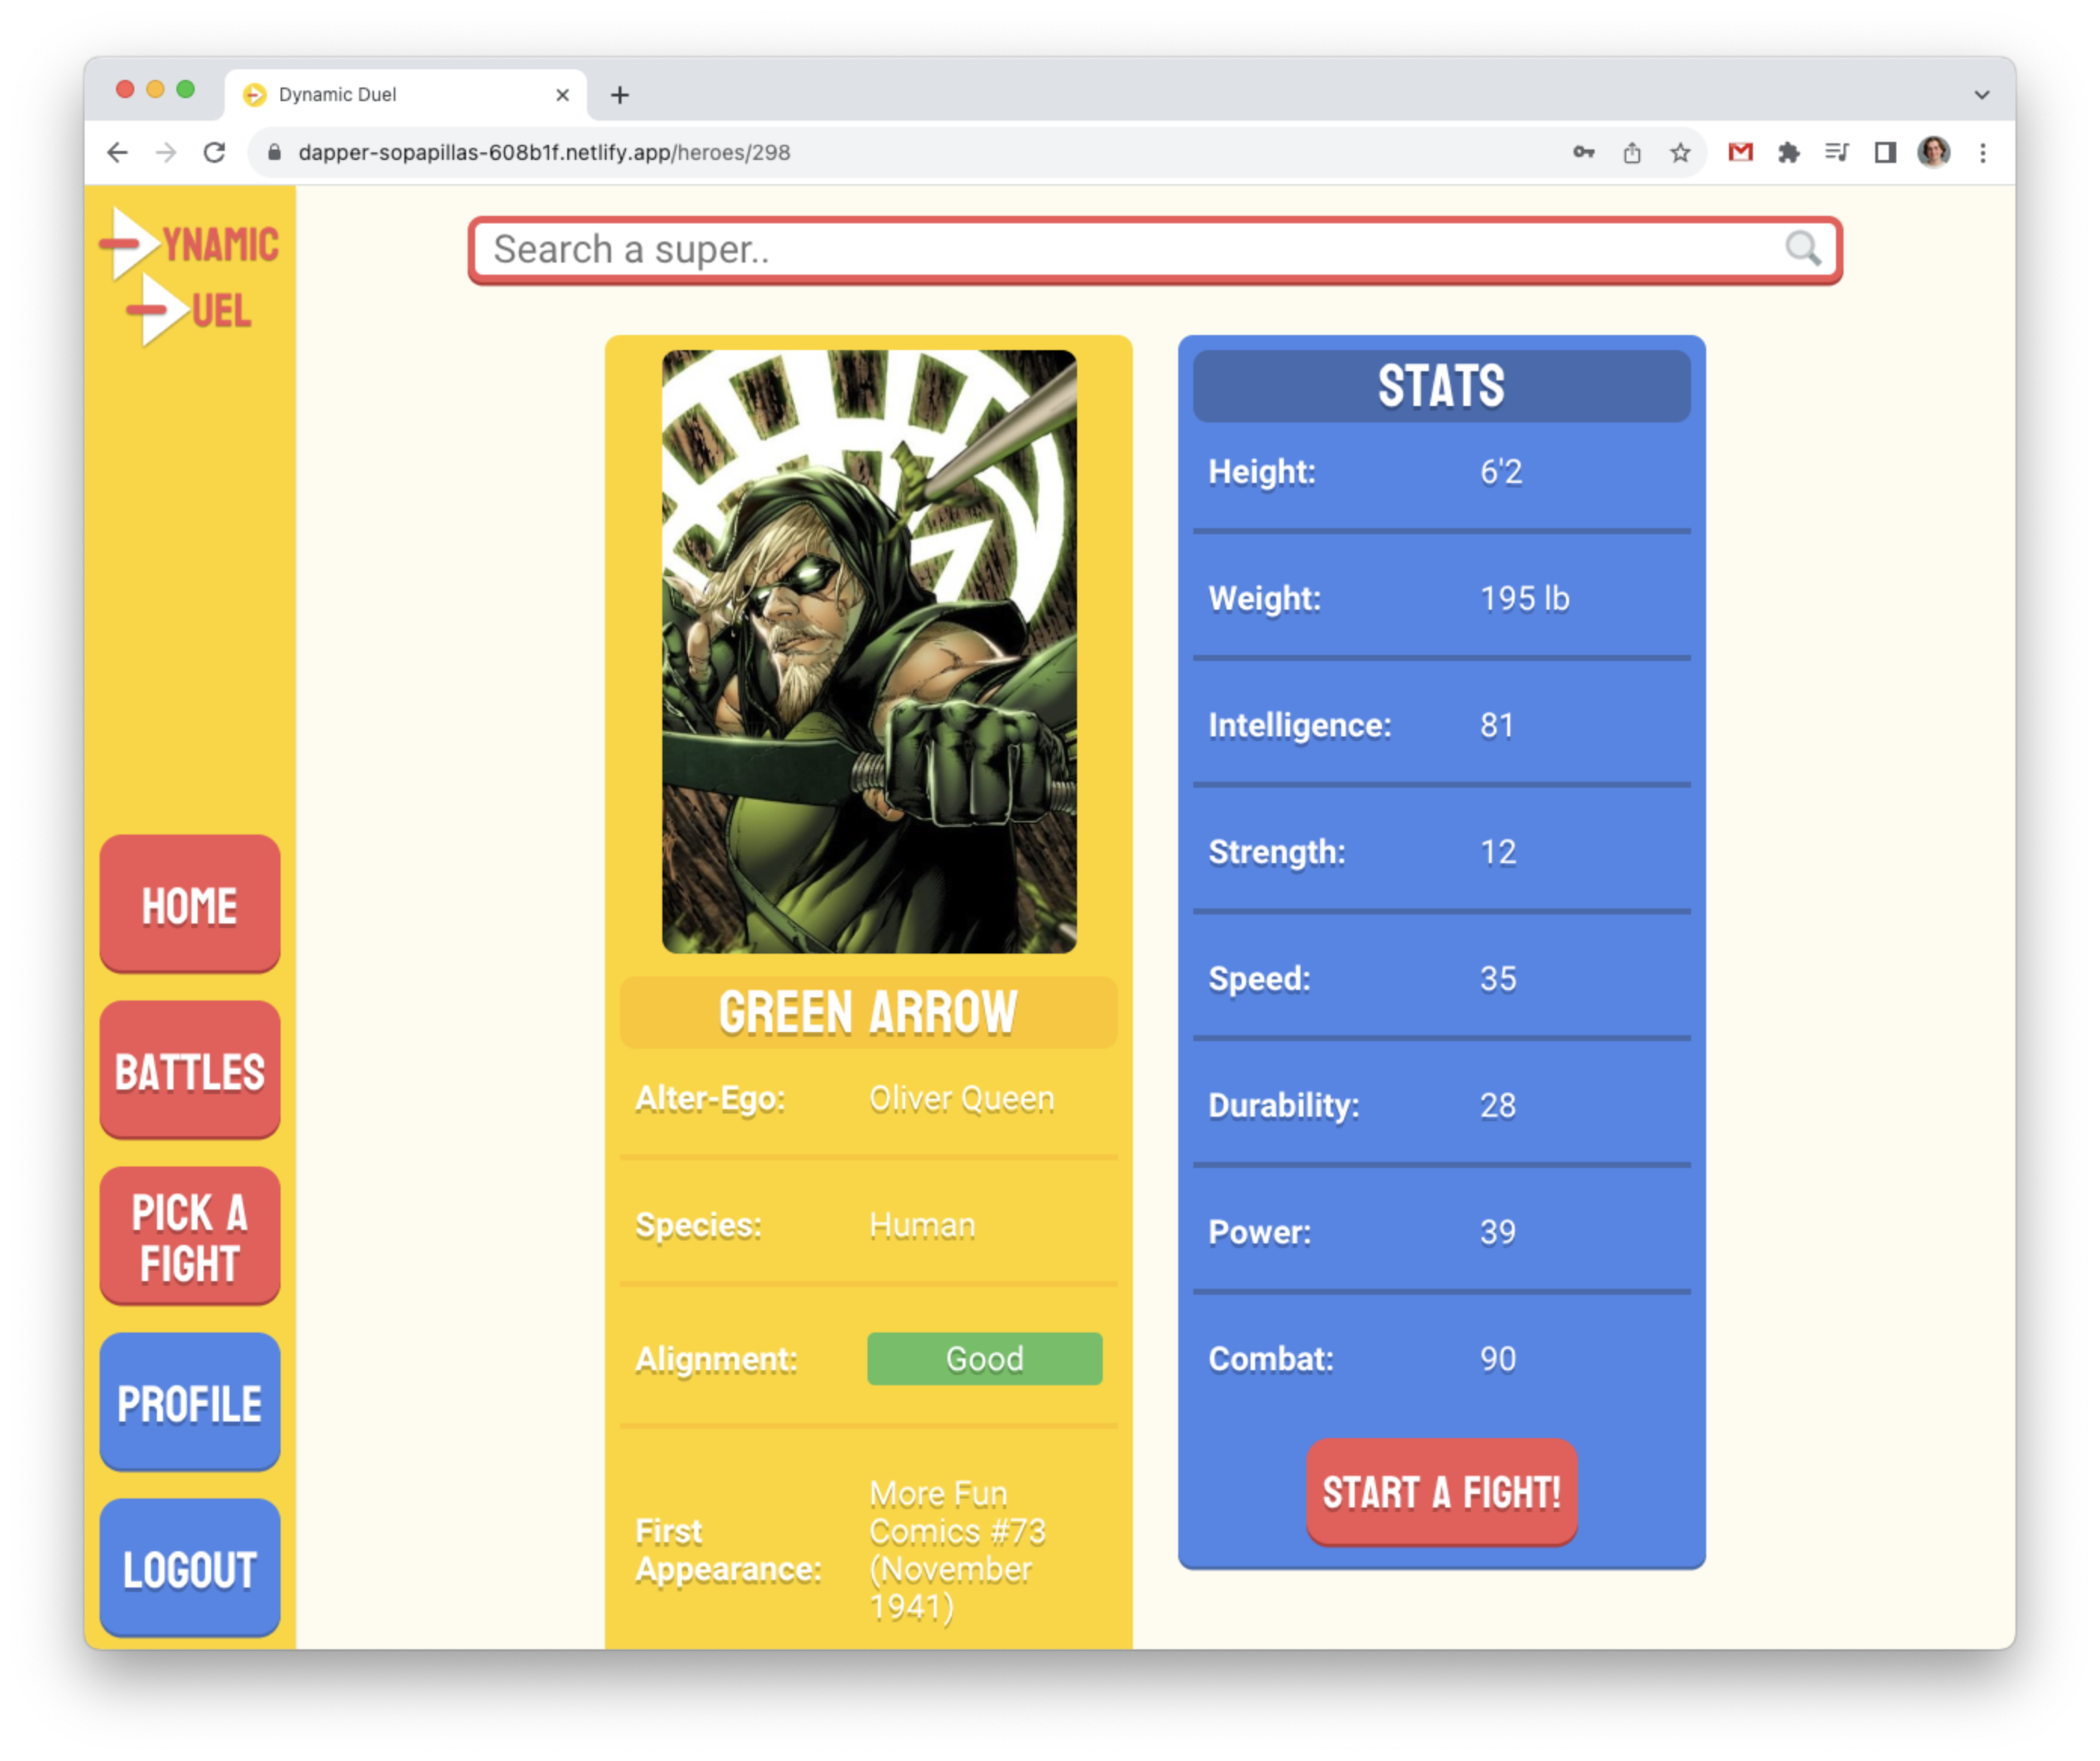 Dynamic Duel
dapper-sopapillas-608b1f.netlify.app/heroes/298
YNAMIC
UEL
Search a super..
HOME
BATTLES
PICK A
FIGHT
PROFILE
LOGOUT
GREEN ARROW
Alter-Ego: Oliver Queen
Species: Human
Alignment: Good
First Appearance:
More Fun
Comics #73
(November
1941)
STATS
Height: 6'2
Weight: 195 lb
Intelligence: 81
Strength: 12
Speed: 35
Durability: 28
Power: 39
Combat: 90
START A FIGHT!